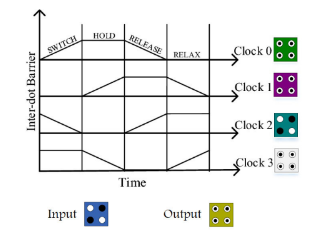 SWITCH HOLD RELEASE RELAX
Clock 0
Clock 1
Clock 2
Clock 3
Inter-dot Barrier
Time
Input Output